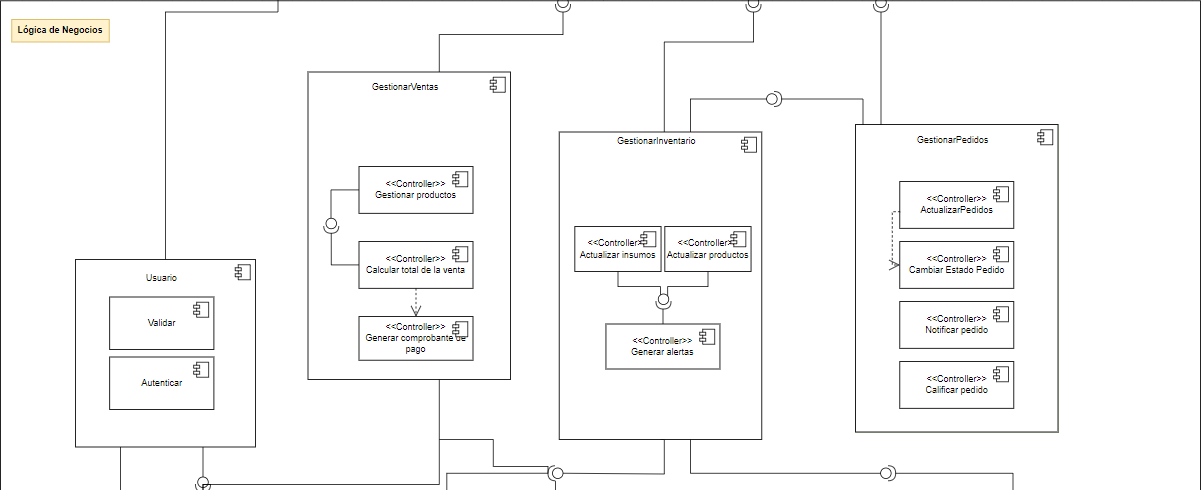 Lógica de Negocios
GestionarVentas
<<Controller>>
Gestionar productos
<<Controller>>
Calcular total de la venta
<<Controller>>
Generar comprobante de
pago
Usuario
Validar
Autenticar
GestionarInventario
<<Controller>>
Actualizar insumos
<<Controller>>
Actualizar productos
<<Controller>>
Generar alertas
GestionarPedidos
<<Controller>>
ActualizarPedidos
<<Controller>>
Cambiar Estado Pedido
<<Controller>>
Notificar pedido
<<Controller>>
Calificar pedido